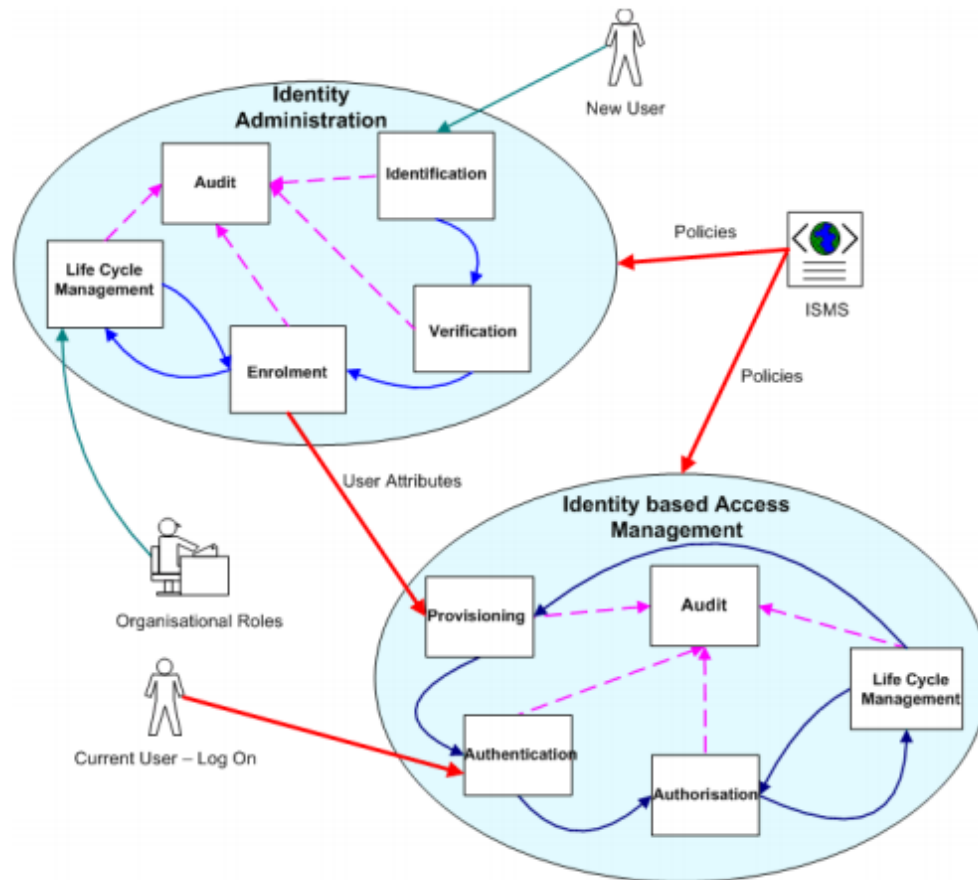 New User
Identity
Administration
Identification
Audit
Policies
Life Cycle
Management
ISMS
Verification
Enrolment
Policies
User Attributes
Identity based Access
Management
Provisioning
Audit
Organisational Roles
Life Cycle
Management
Authentication
Current User – Log On
Authorisation